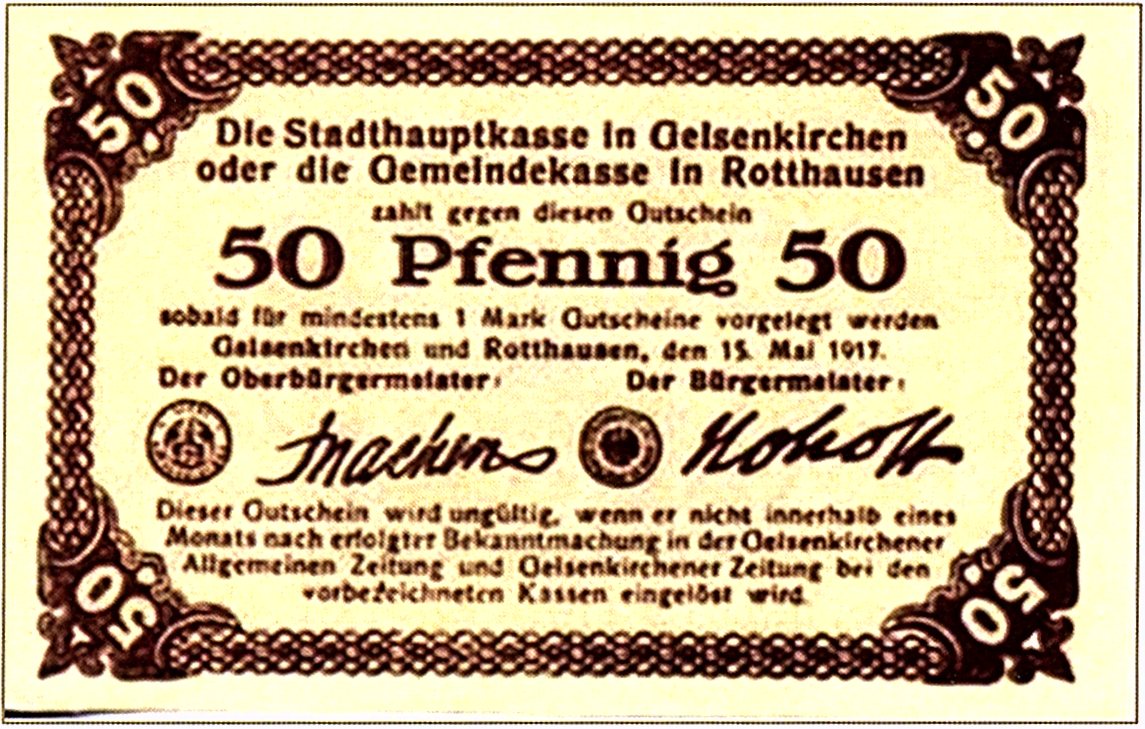 50 50
Die Stadthauptkasse in Gelsenkirchen
oder die Gemeindekasse in Rotthausen
zahlt gegen diesen Gutschein
50 Pfennig 50
sobald für mindestens 1 Mark Gutscheine vorgelegt werden
Gelsenkirchen und Rotthausen, den 15. Mai 1917.
Der Oberbürgermeister: Der Bürgermeister:
Machens
Dieser Gutschein wird ungültig, wenn er nicht innerhalb eines
Monats nach erfolgter Bekanntmachung in der Gelsenkirchener
Allgemeinen Zeitung und Gelsenkirchener Zeitung bei den
vorbezeichneten Kassen eingelöst wird.
50 50